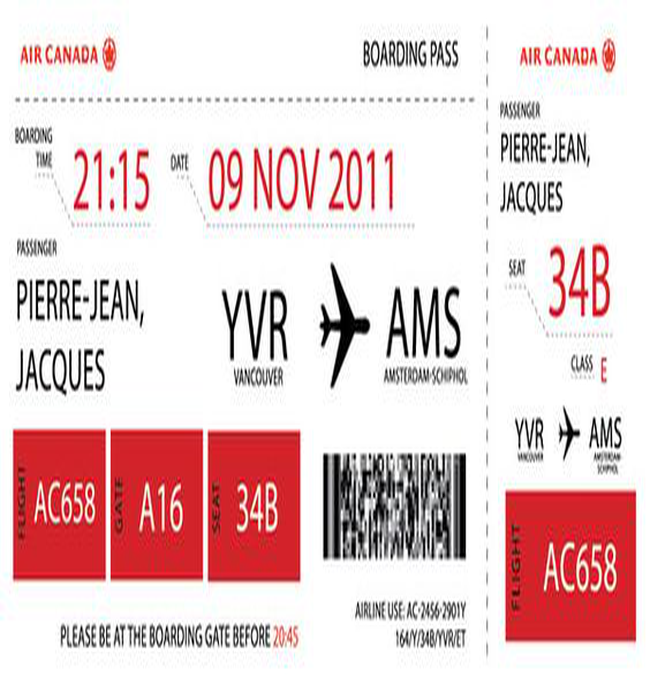 AIR CANADA
BOARDING PASS
BOARDING
TIME
21:15
DATE
09 NOV 2011
PASSENGER
PIERRE-JEAN,
JACQUES
YVR
VANCOUVER
AMS
AMSTERDAM-SCHIPHOL
FLIGHT
AC658
GATE
A16
SEAT
34B
PLEASE BE AT THE BOARDING GATE BEFORE 20:45
AIRLINE USE: AC-2456-2901Y
164/Y/34B/YVR/ET
AIR CANADA
PASSENGER
PIERRE-JEAN,
JACQUES
SEAT
34B
CLASS E
YVR
VANCOUVER
AMS
AMSTERDAM-
SCHIPHOL
FLIGHT
AC658